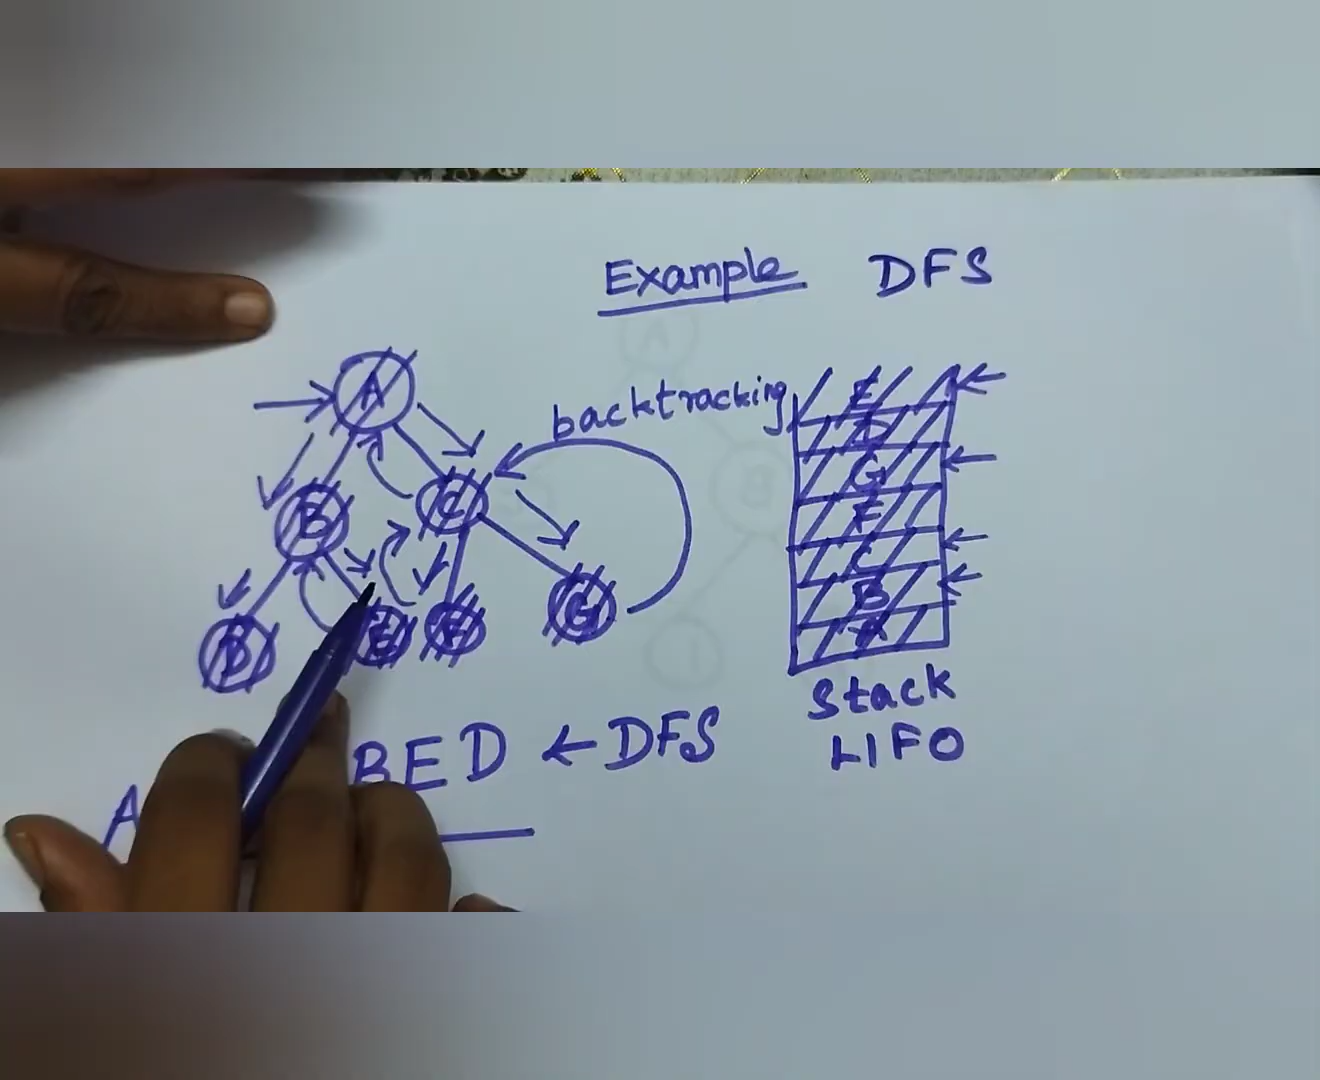 Example DFS
A
backtracking
B
C
D
E
F
G
E
D
G
F
C
B
A
Stack
LIFO
A BED ← DFS